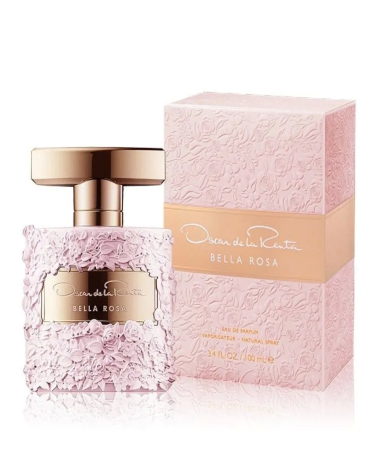 Oscar de la Renta
BELLA ROSA
Oscar de la Renta
BELLA ROSA
EAU DE PARFUM
VAPORISATEUR - NATURAL SPRAY
3.4 FL.OZ. / 100 ml ℮